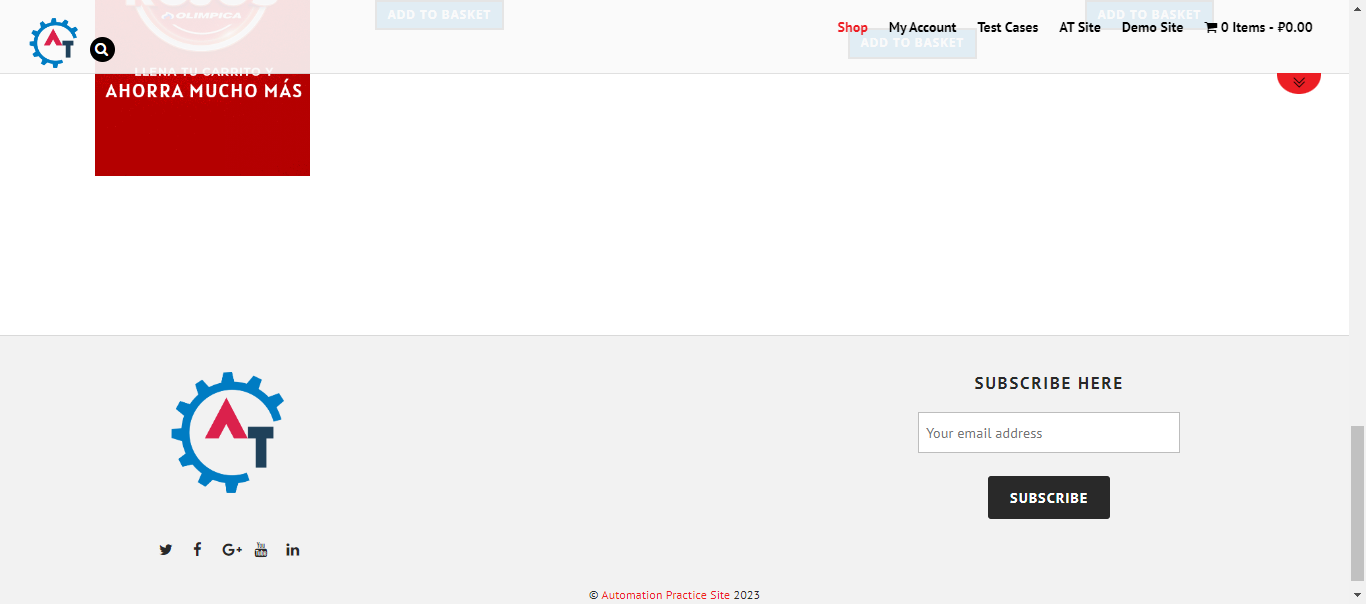 ADD TO BASKET
ADD TO BASKET
OLIMPICA
Shop My Account Test Cases AT Site Demo Site 0 Items - ₽0.00
ADD TO BASKET
LLENA TU CARRITO Y
AHORRA MUCHO MÁS
AT
SUBSCRIBE HERE
Your email address
SUBSCRIBE
© Automation Practice Site 2023